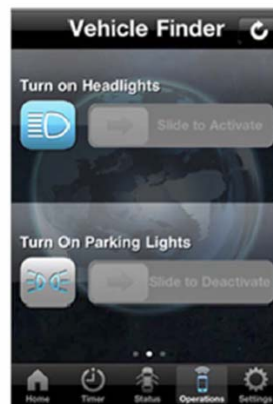 Vehicle Finder
Turn on Headlights
Slide to Activate
Turn On Parking Lights
Slide to Deactivate
Home Timer Status Operations Settings